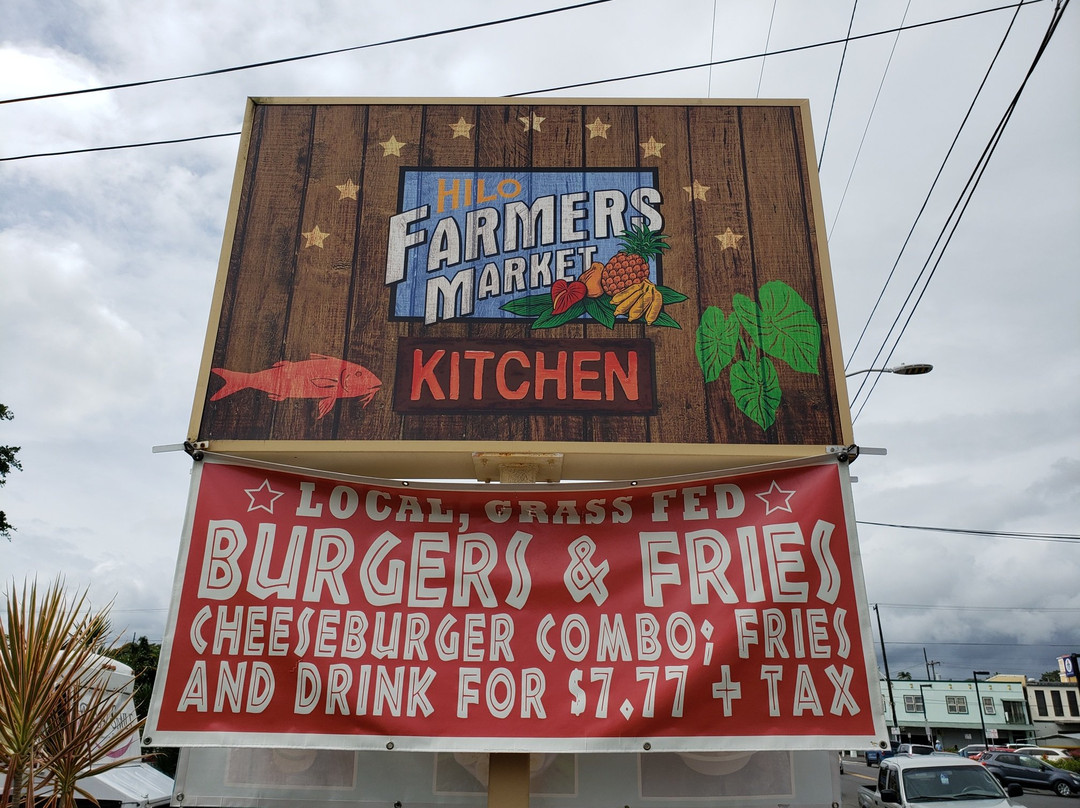 HILO
FARMERS
MARKET
KITCHEN
LOCAL, GRASS FED
BURGERS & FRIES
CHEESEBURGER COMBO; FRIES
AND DRINK FOR $7.77 + TAX